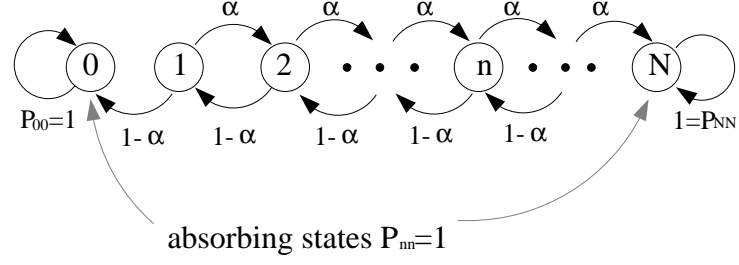 α α α α α
0 1 2 • • • n • • • N
P00=1 1=PNN
1- α 1- α 1- α 1- α 1- α
absorbing states Pnn=1